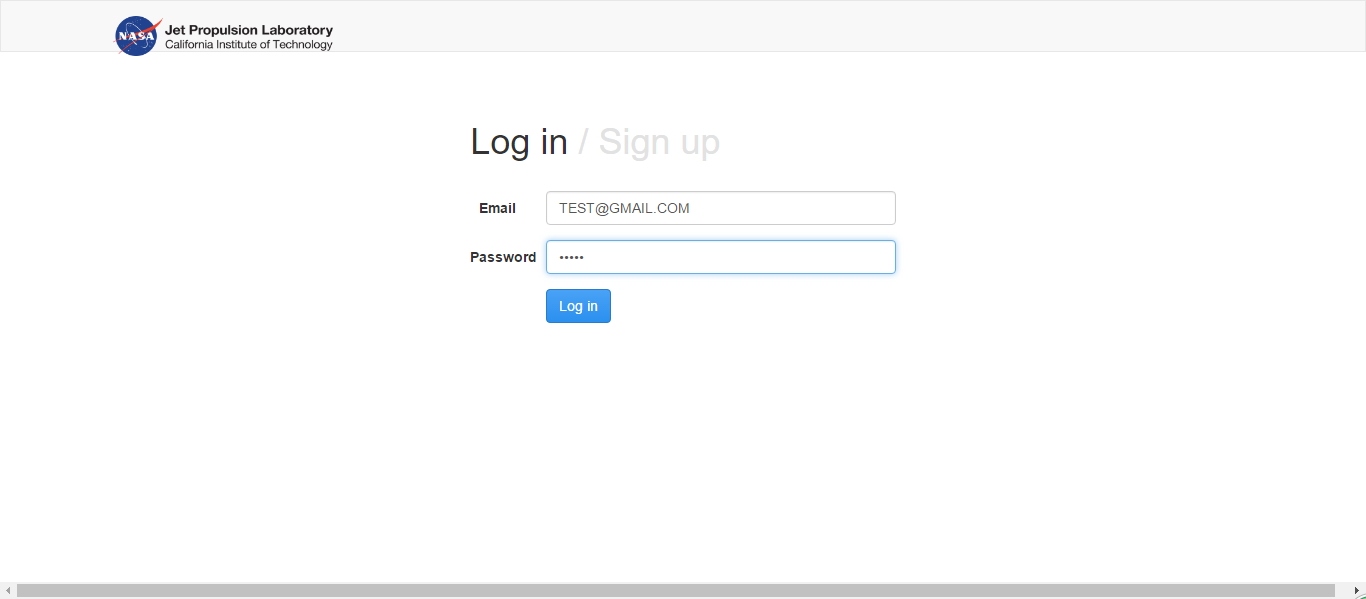 NASA
Jet Propulsion Laboratory
California Institute of Technology
Log in / Sign up
Email
TEST@GMAIL.COM
Password
•••••
Log in